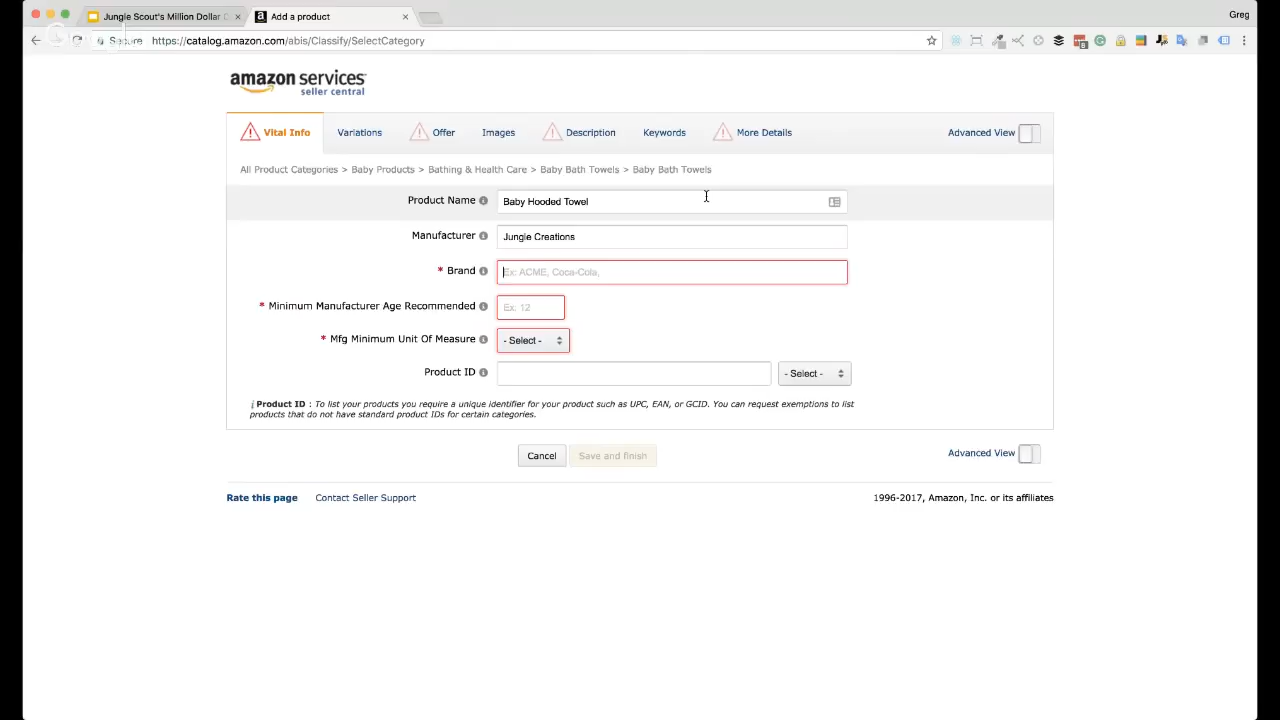 Jungle Scout's Million Dollar
Add a product
Greg
Secure https://catalog.amazon.com/abis/Classify/SelectCategory
amazon services
seller central
Vital Info Variations Offer Images Description Keywords More Details Advanced View
All Product Categories > Baby Products > Bathing & Health Care > Baby Bath Towels > Baby Bath Towels
Product Name Baby Hooded Towel
Manufacturer Jungle Creations
* Brand Ex: ACME, Coca-Cola,
* Minimum Manufacturer Age Recommended Ex: 12
* Mfg Minimum Unit Of Measure - Select -
Product ID - Select -
Product ID : To list your products you require a unique identifier for your product such as UPC, EAN, or GCID. You can request exemptions to list
products that do not have standard product IDs for certain categories.
Cancel Save and finish Advanced View
Rate this page Contact Seller Support 1996-2017, Amazon, Inc. or its affiliates